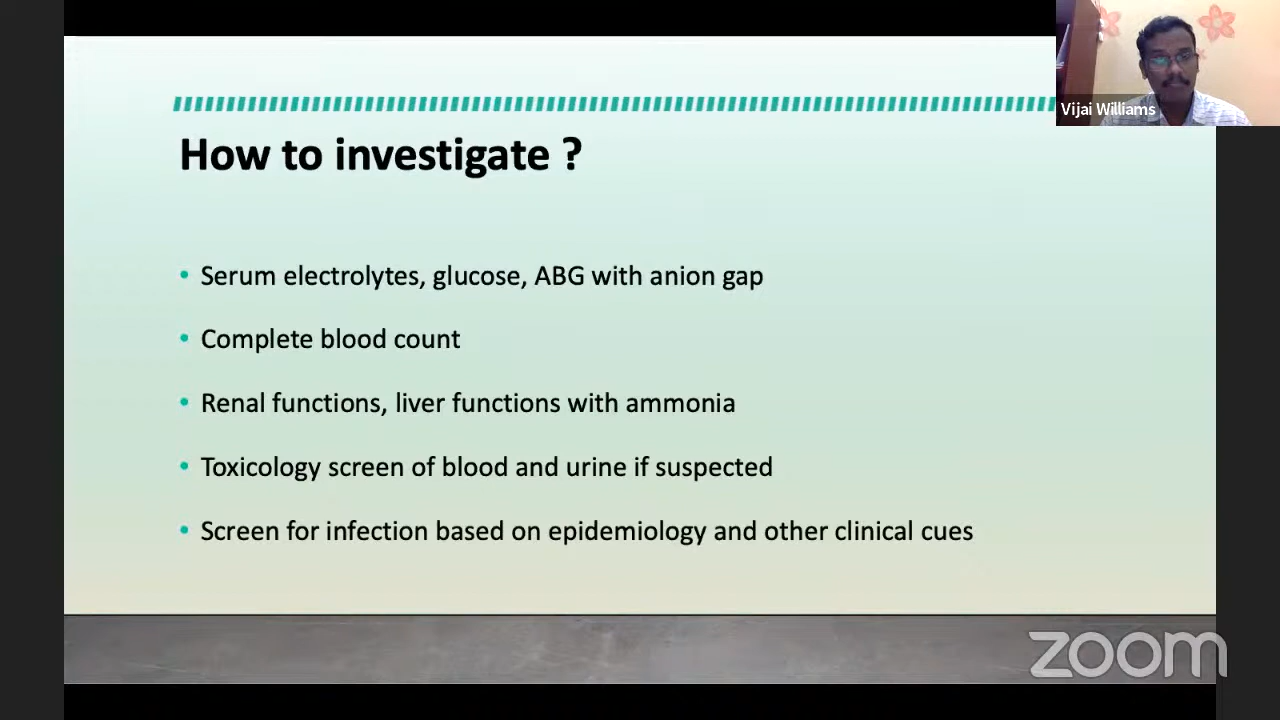 Vijai Williams
How to investigate ?
• Serum electrolytes, glucose, ABG with anion gap
• Complete blood count
• Renal functions, liver functions with ammonia
• Toxicology screen of blood and urine if suspected
• Screen for infection based on epidemiology and other clinical cues
zoom